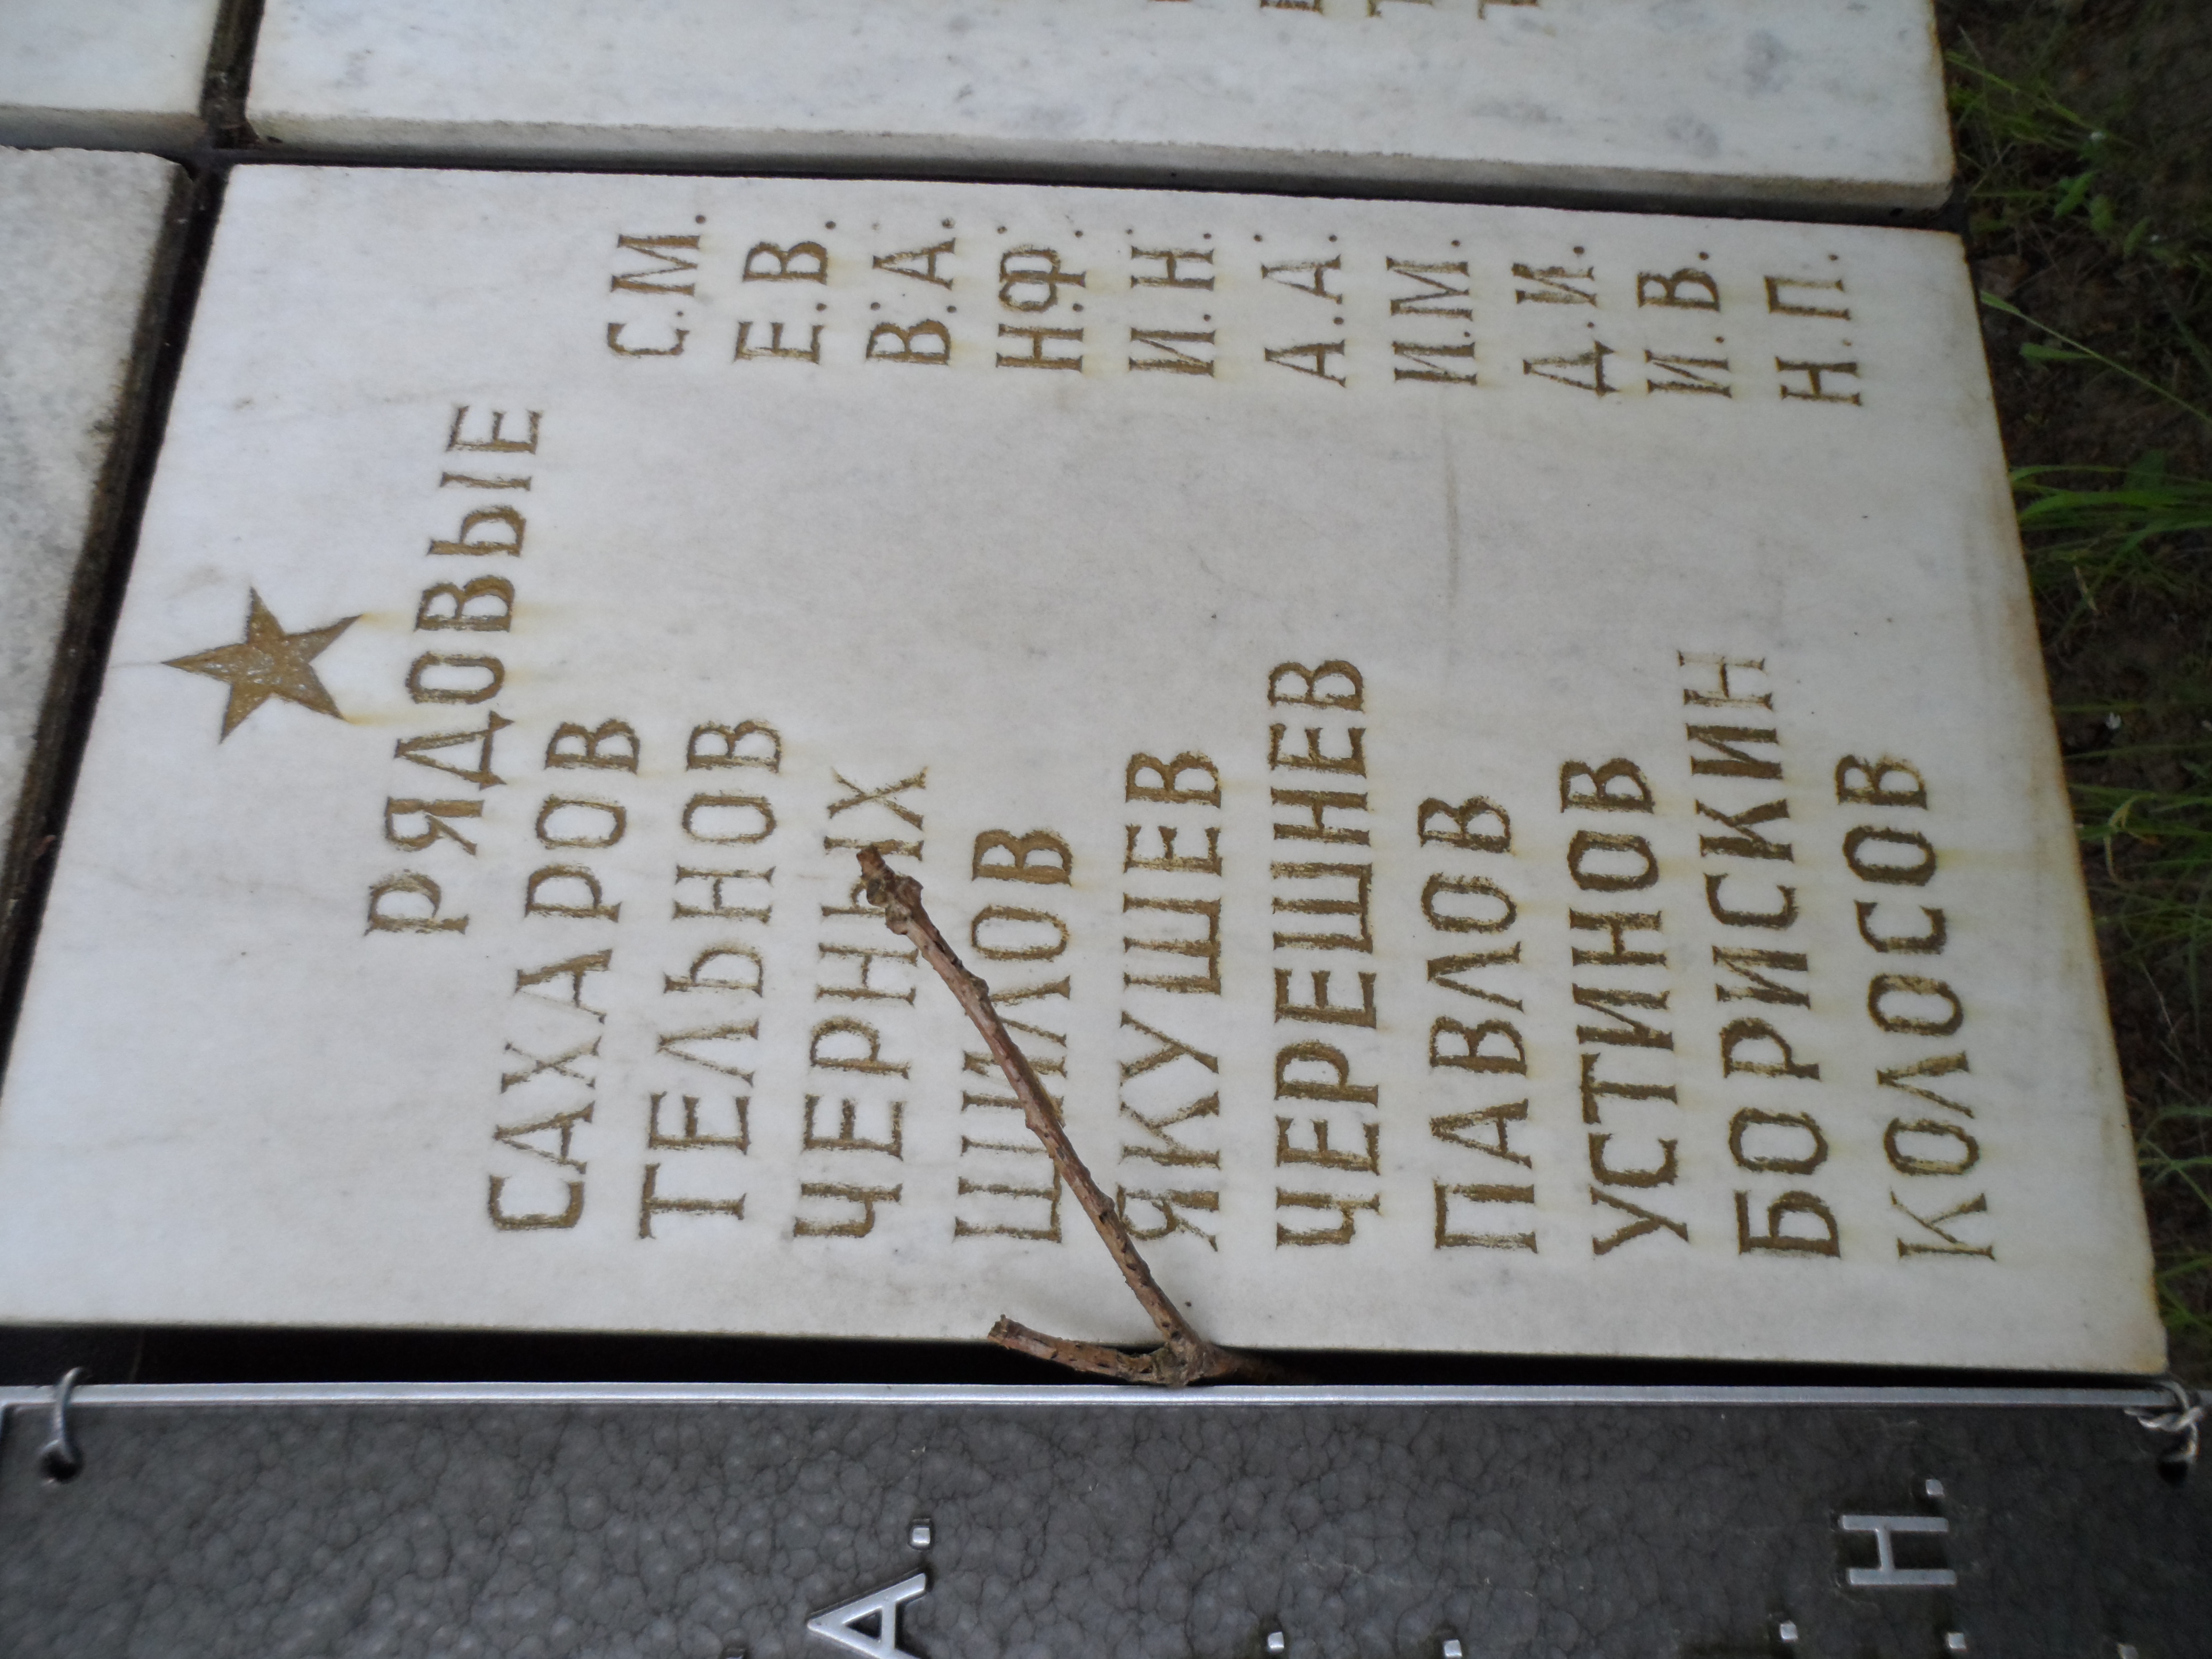 РЯДОВЫЕ
САХАРОВ С.М.
ТЕЛЬНОВ Е.В.
ЧЕРНЫХ В.А.
ШИЛОВ Н.Ф.
ЯКУШЕВ И.Н.
ЧЕРЕШНЕВ А.А.
ПАВЛОВ И.М.
УСТИНОВ Д.И.
БОРИСКИН И.В.
КОЛОСОВ Н.П.
А.
Н.